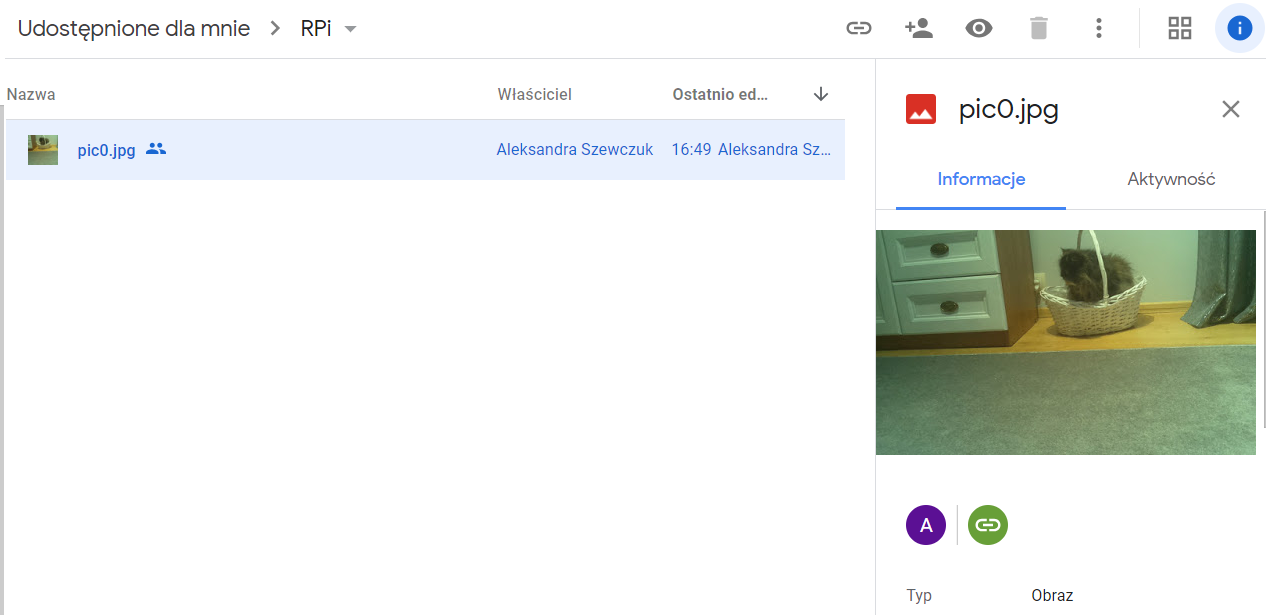 Udostępnione dla mnie > RPi
Nazwa Właściciel Ostatnio ed...
pic0.jpg Aleksandra Szewczuk 16:49 Aleksandra Sz...
pic0.jpg
Informacje Aktywność
A
Typ Obraz